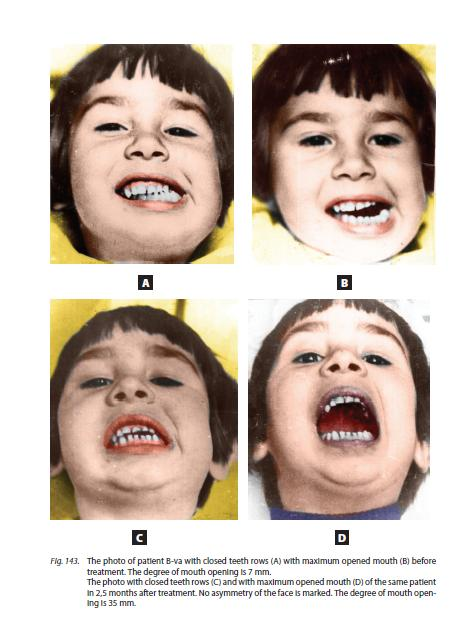 A
B
C
D
Fig. 143. The photo of patient B-va with closed teeth rows (A) with maximum opened mouth (B) before
treatment. The degree of mouth opening is 7 mm.
The photo with closed teeth rows (C) and with maximum opened mouth (D) of the same patient
in 2,5 months after treatment. No asymmetry of the face is marked. The degree of mouth open-
ing is 35 mm.